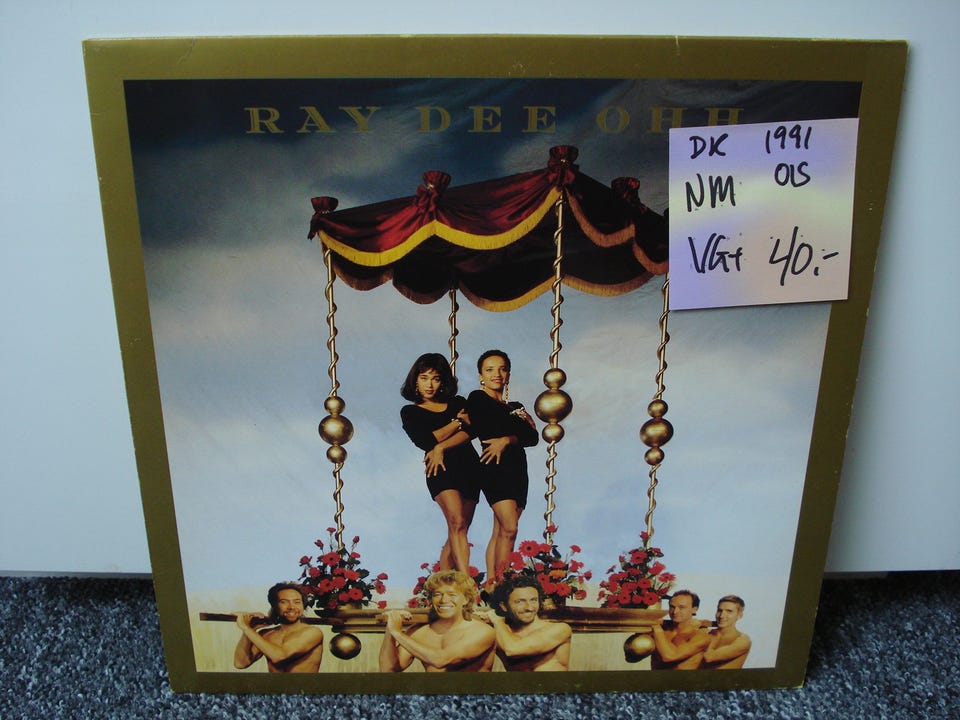 RAY DEE OHH
DK 1991
NM OIS
VG+ 40.-